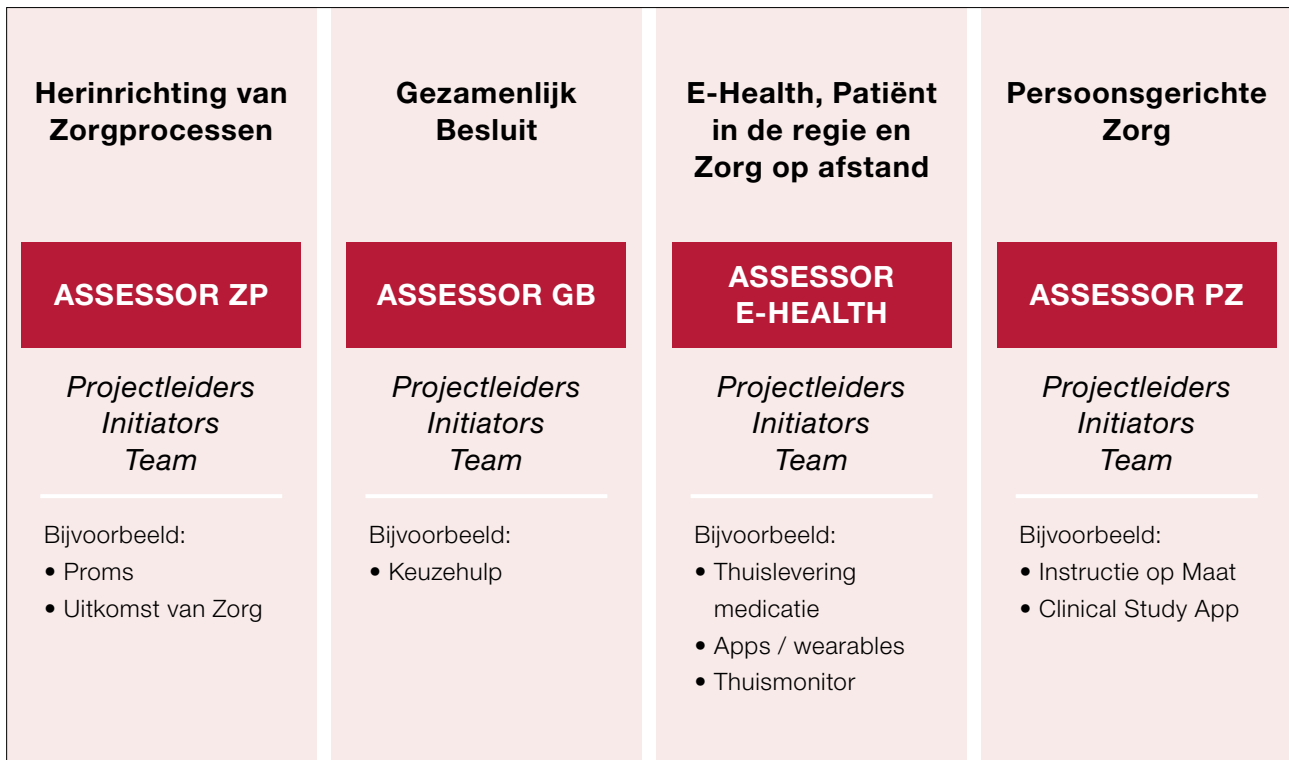 Herinrichting van
Zorgprocessen
ASSESSOR ZP
Projectleiders
Initiators
Team
Bijvoorbeeld:
• Proms
• Uitkomst van Zorg
Gezamenlijk
Besluit
ASSESSOR GB
Projectleiders
Initiators
Team
Bijvoorbeeld:
• Keuzehulp
E-Health, Patiënt
in de regie en
Zorg op afstand
ASSESSOR
E-HEALTH
Projectleiders
Initiators
Team
Bijvoorbeeld:
• Thuislevering
medicatie
• Apps / wearables
• Thuismonitor
Persoonsgerichte
Zorg
ASSESSOR PZ
Projectleiders
Initiators
Team
Bijvoorbeeld:
• Instructie op Maat
• Clinical Study App